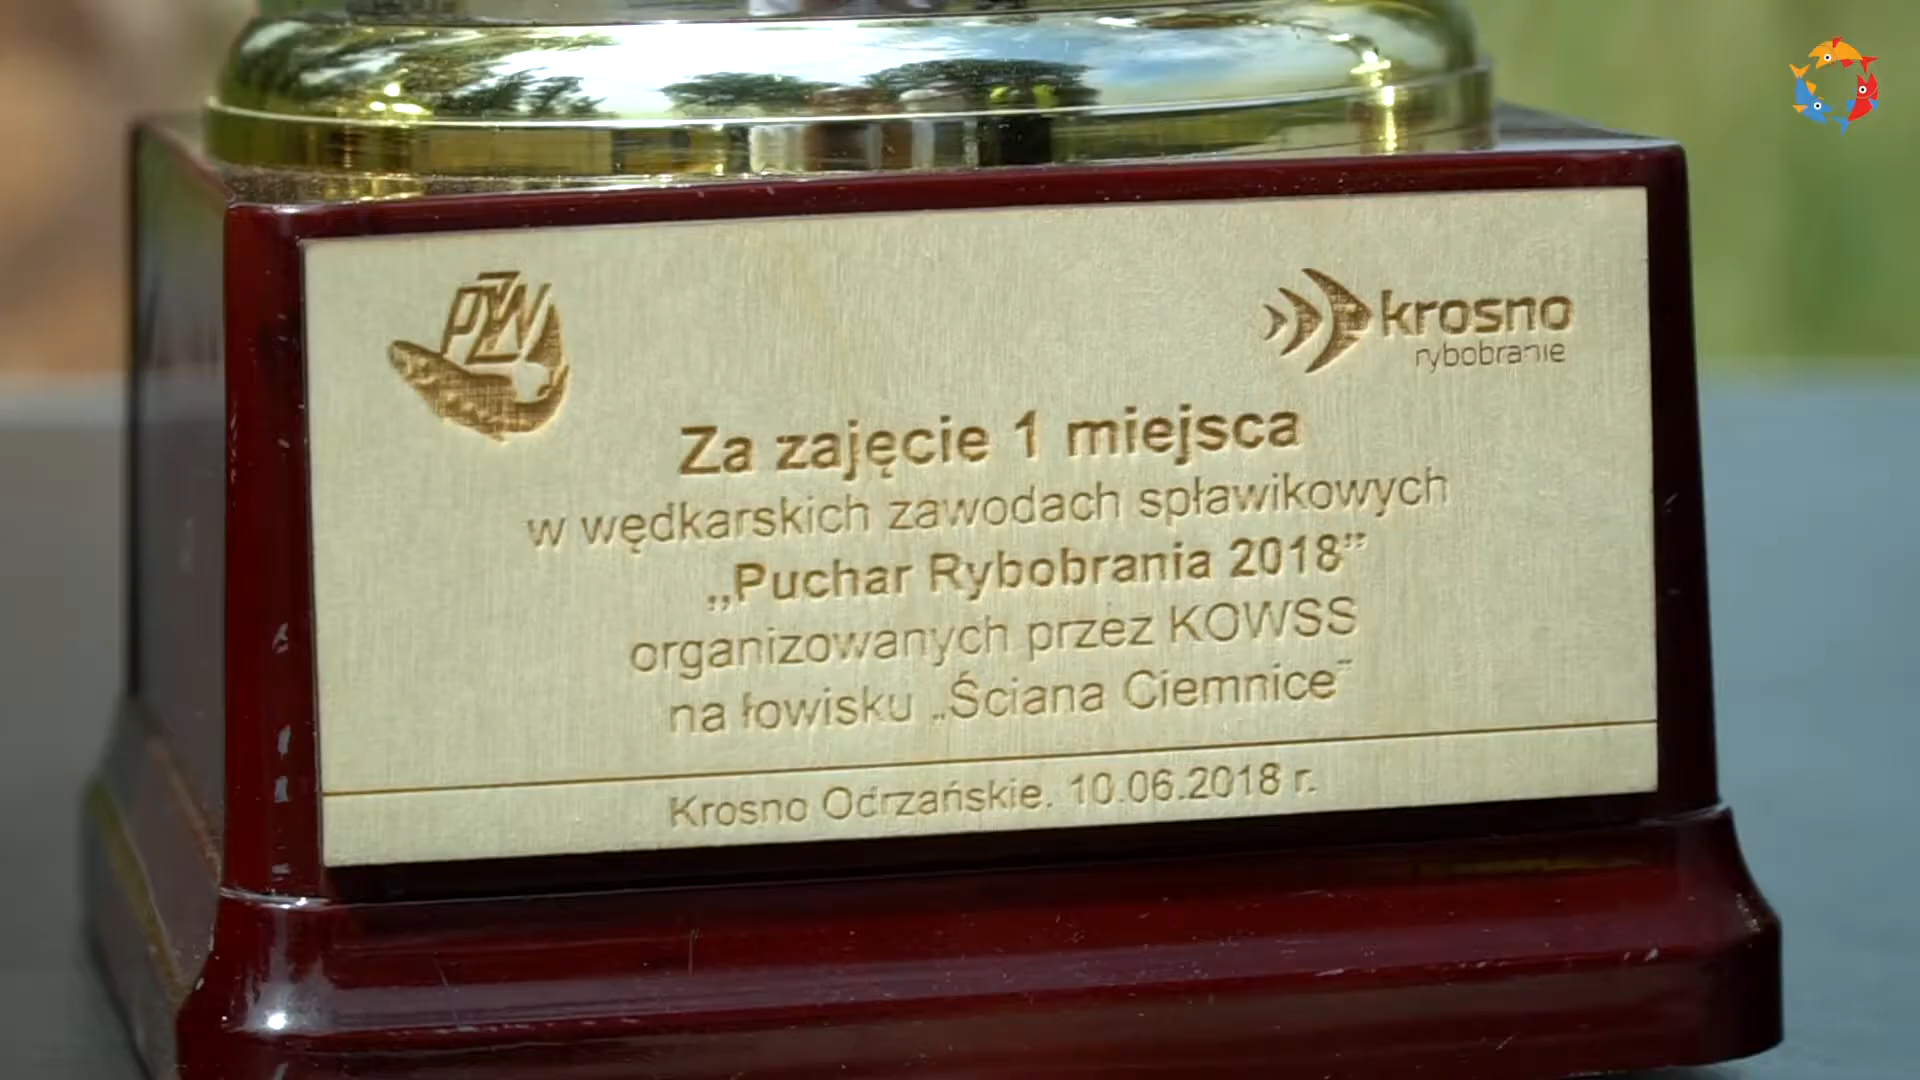 PZW
krosno
rybobranie
Za zajęcie 1 miejsca
w wędkarskich zawodach spławikowych
„Puchar Rybobrania 2018”
organizowanych przez KOWSS
na łowisku „Ściana Ciemnice”
Krosno Odrzańskie. 10.06.2018 r.